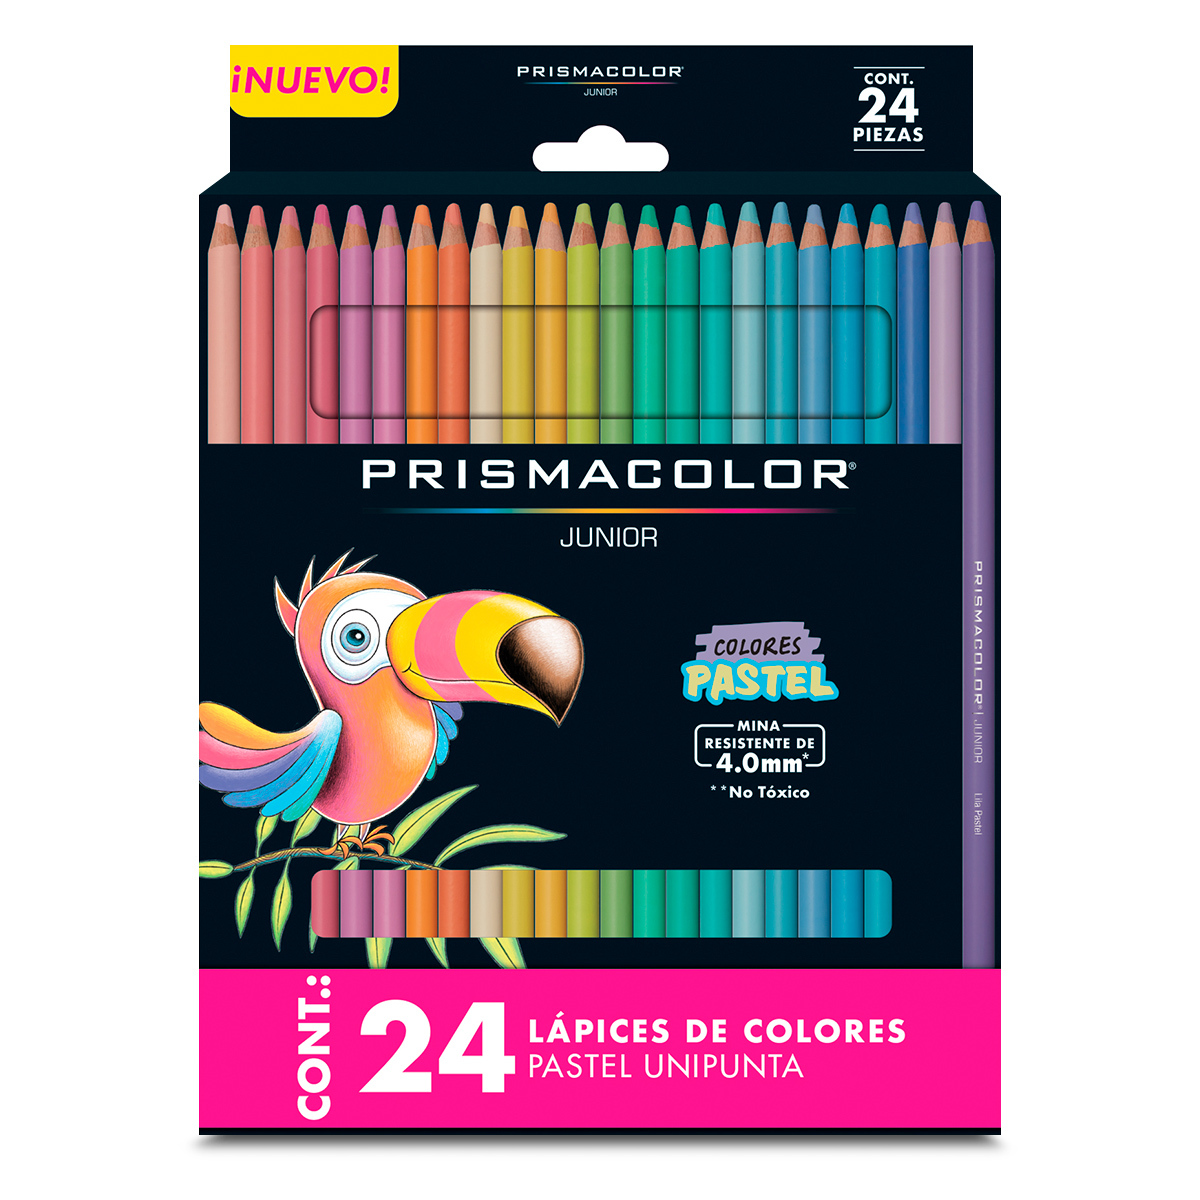 ¡NUEVO!
PRISMACOLOR®
JUNIOR
CONT.
24
PIEZAS
PRISMACOLOR®
JUNIOR
COLORES
PASTEL
MINA
RESISTENTE DE
4.0mm*
**No Tóxico
PRISMACOLOR® | JUNIOR Lila Pastel
CONT.:
24
LÁPICES DE COLORES
PASTEL UNIPUNTA